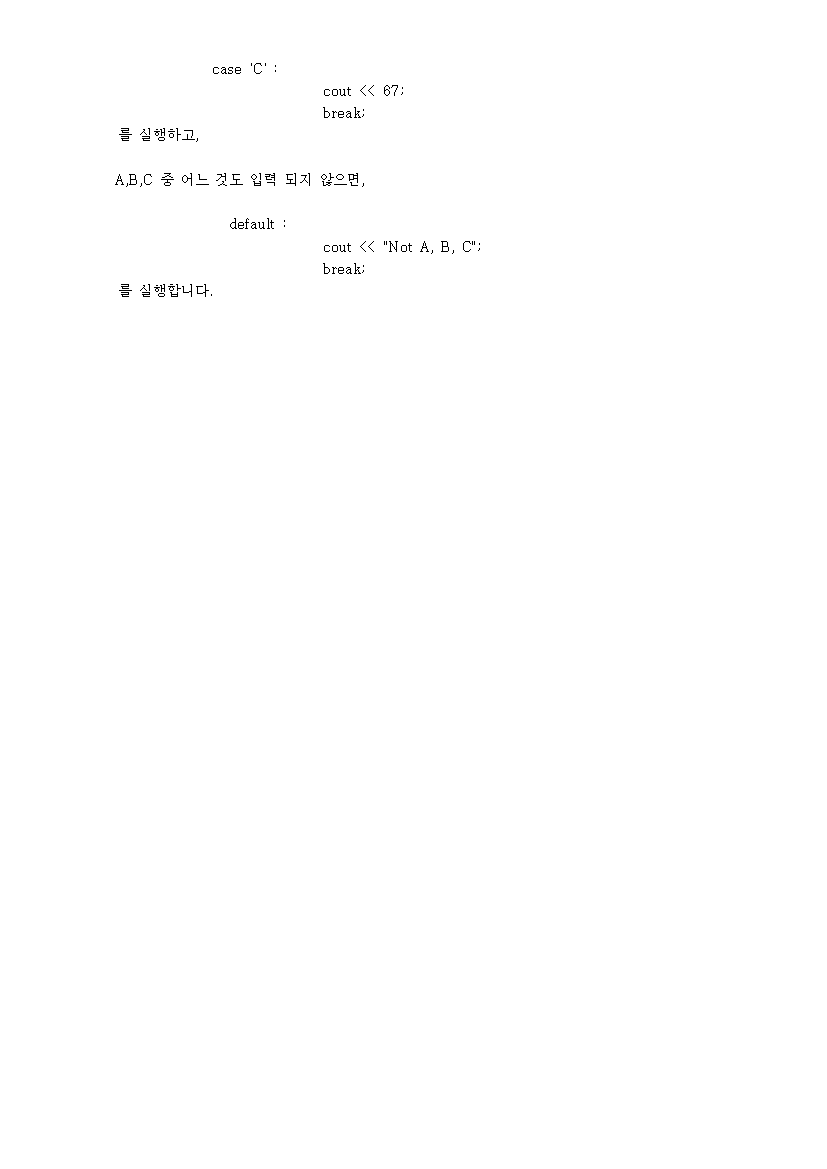 case 'C' :
cout << 67;
break;
를 실행하고,
A,B,C 중 어느 것도 입력 되지 않으면,
default :
cout << "Not A, B, C";
break;
를 실행합니다.